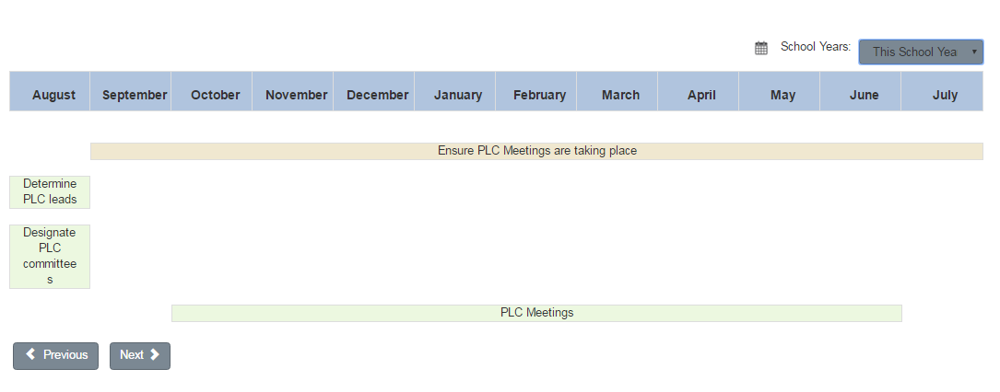 School Years: This School Yea
August September October November December January February March April May June July
Ensure PLC Meetings are taking place
Determine
PLC leads
Designate
PLC
committee
s
PLC Meetings
Previous Next